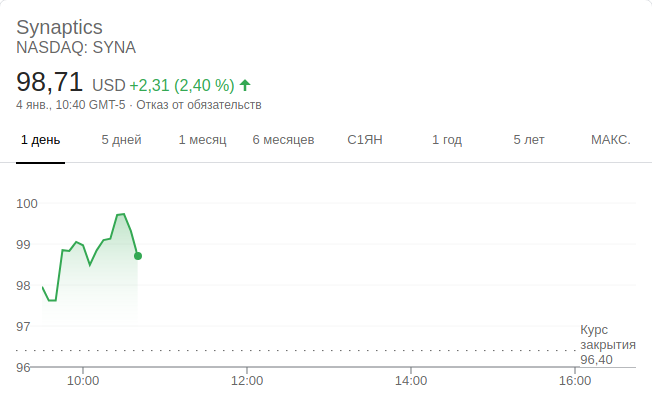 Synaptics
NASDAQ: SYNA
98,71 USD +2,31 (2,40 %)
4 янв., 10:40 GMT-5 · Отказ от обязательств
1 день 5 дней 1 месяц 6 месяцев С1ЯН 1 год 5 лет МАКС.
100
99
98
97
Курс
закрытия
96,40
96
10:00 12:00 14:00 16:00